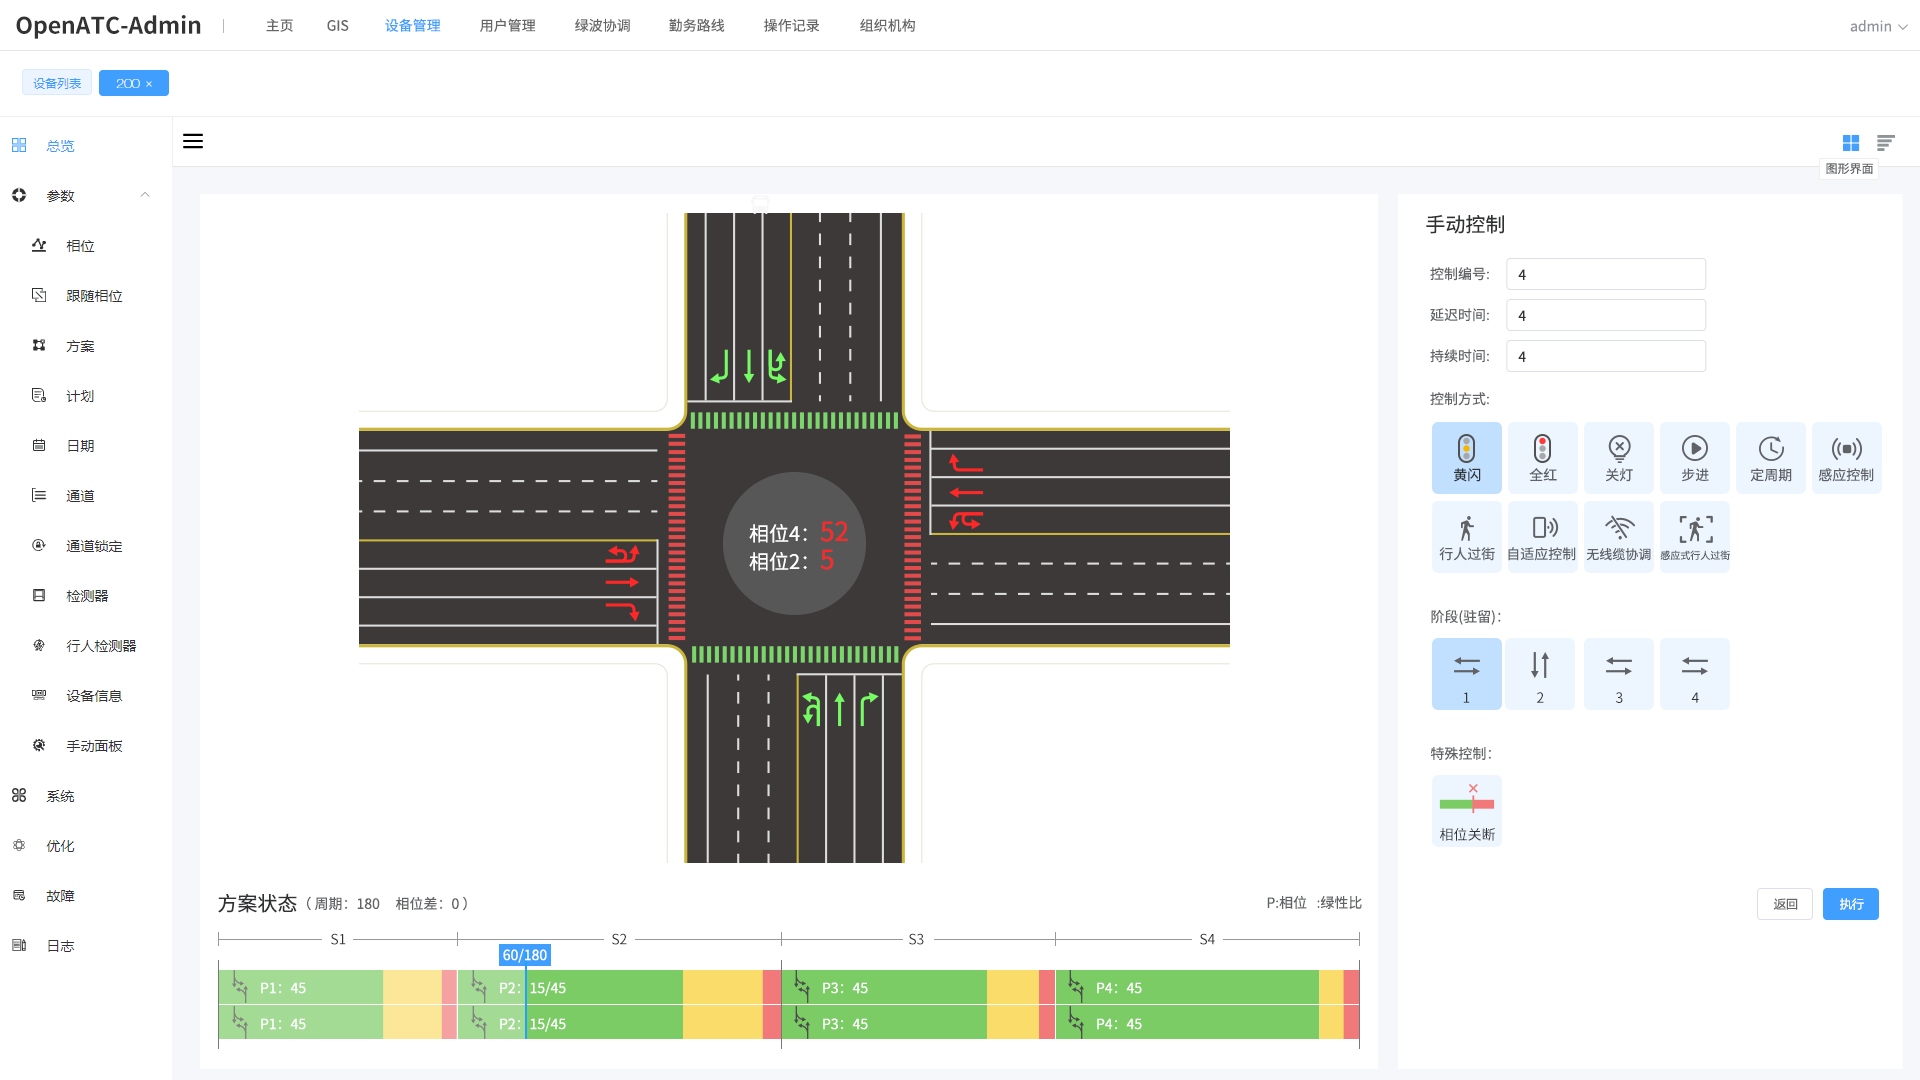 OpenATC-Admin 主页 GIS 设备管理 用户管理 绿波协调 勤务路线 操作记录 组织机构 admin
设备列表 200 ×
总览
参数
相位
跟随相位
方案
计划
日期
通道
通道锁定
检测器
行人检测器
设备信息
手动面板
系统
优化
故障
日志
图形界面
相位4： 52
相位2： 5
方案状态（ 周期：180 相位差：0 ）
P:相位 :绿性比
S1 S2 S3 S4
60/180
P1：45 P2：15/45 P3：45 P4：45
P1：45 P2：15/45 P3：45 P4：45
手动控制
控制编号: 4
延迟时间: 4
持续时间: 4
控制方式:
黄闪 全红 关灯 步进 定周期 感应控制
行人过街 自适应控制 无线缆协调 感应式行人过街
阶段(驻留):
1 2 3 4
特殊控制:
相位关断
返回 执行